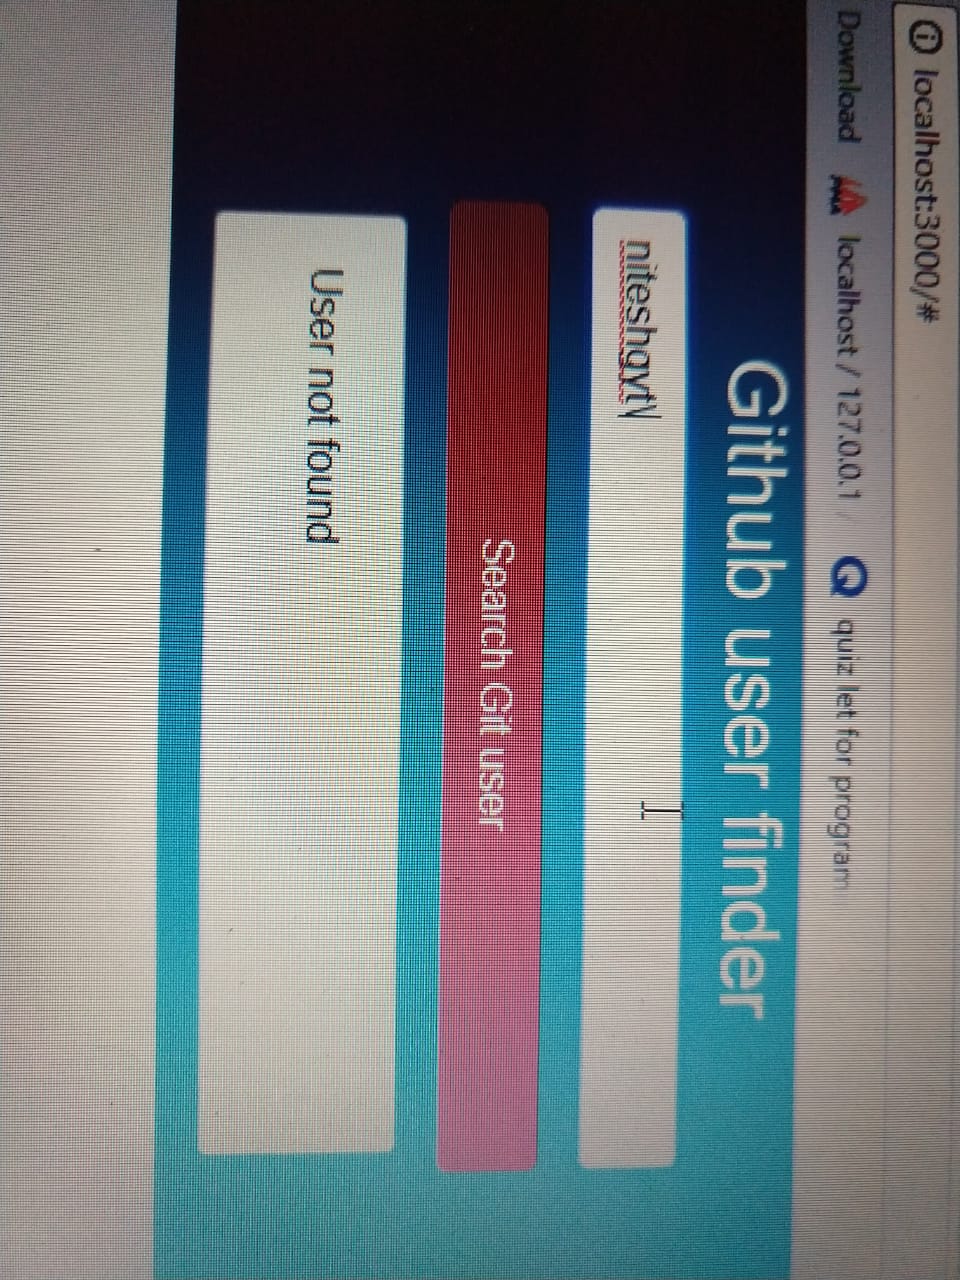 localhost:3000/#
Download localhost / 127.0.0.1 / quiz let for program
Github user finder
Search Git user
User not found